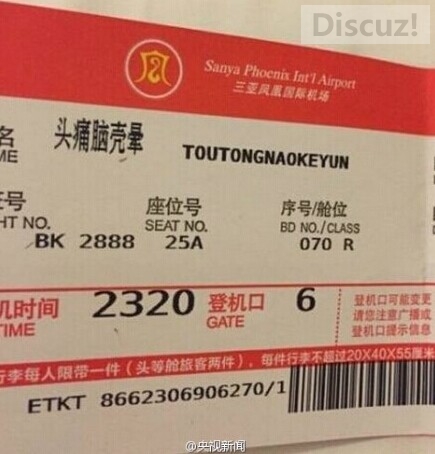 Discuz!
Sanya Phoenix Int'l Airport
三亚凤凰国际机场
名 头痛脑壳晕 TOUTONGNAOKEYUN
ME
号 座位号 序号/舱位
HT NO. SEAT NO. BD NO./CLASS
BK 2888 25A 070 R
机时间 2320 登机口 6
TIME GATE
登机口可能变更
请您注意广播或
登机口提示信息
行李每人限带一件（头等舱旅客两件），每件行李不超过20X40X55厘米
ETKT 8662306906270/1
@央视新闻